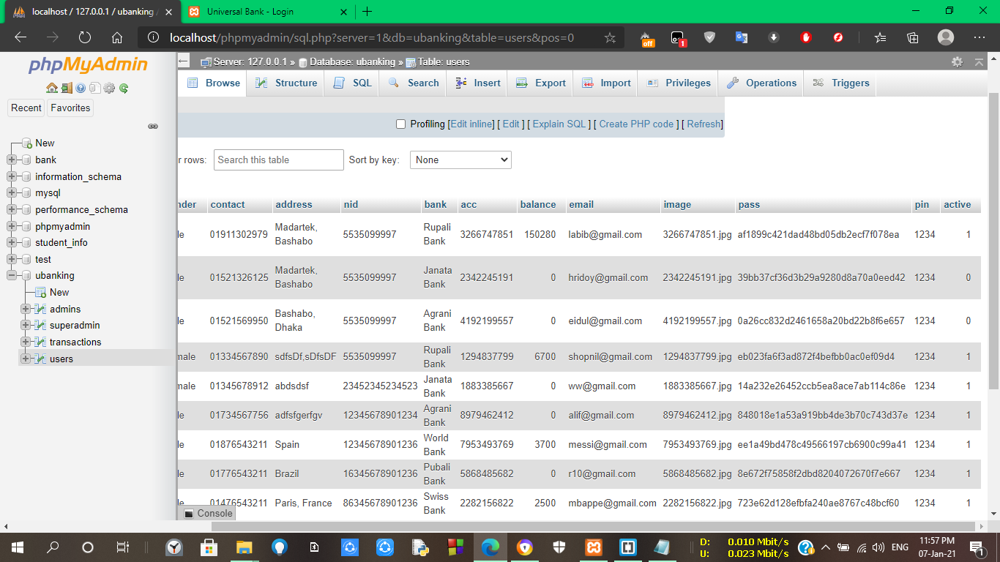 localhost / 127.0.0.1 / ubanking
Universal Bank - Login
localhost/phpmyadmin/sql.php?server=1&db=ubanking&table=users&pos=0
off
1
phpMyAdmin
Recent Favorites
New
bank
information_schema
mysql
performance_schema
phpmyadmin
student_info
test
ubanking
New
admins
superadmin
transactions
users
Server: 127.0.0.1 » Database: ubanking » Table: users
Browse Structure SQL Search Insert Export Import Privileges Operations Triggers
Profiling [Edit inline] [ Edit ] [ Explain SQL ] [ Create PHP code ] [ Refresh]
r rows: Search this table Sort by key: None
nder contact address nid bank acc balance email image pass pin active
le 01911302979 Madartek, Bashabo 5535099997 Rupali Bank 3266747851 150280 labib@gmail.com 3266747851.jpg af1899c421dad48bd05db2ecf7f078ea 1234 1
le 01521326125 Madartek, Bashabo 5535099997 Janata Bank 2342245191 0 hridoy@gmail.com 2342245191.jpg 39bb37cf36d3b29a9280d8a70a0eed42 1234 0
le 01521569950 Bashabo, Dhaka 5535099997 Agrani Bank 4192199557 0 eidul@gmail.com 4192199557.jpg 0a26cc832d2461658a20bd22b8f6e657 1234 0
male 01334567890 sdfsDf,sDfsDF 5535099997 Rupali Bank 1294837799 6700 shopnil@gmail.com 1294837799.jpg eb023fa6f3ad872f4befbb0ac0ef09d4 1234 1
male 01345678912 abdsdsf 23452345234523 Janata Bank 1883385667 0 ww@gmail.com 1883385667.jpg 14a232e26452ccb5ea8ace7ab114c86e 1234 1
le 01734567756 adfsfgerfgv 12345678901234 Agrani Bank 8979462412 0 alif@gmail.com 8979462412.jpg 848018e1a53a919bb4de3b70c743d37e 1234 1
le 01876543211 Spain 12345678901236 World Bank 7953493769 3700 messi@gmail.com 7953493769.jpg ee1a49bd478c49566197cb6900c99a41 1234 1
le 01776543211 Brazil 16345678901236 Pubali Bank 5868485682 0 r10@gmail.com 5868485682.jpg 8e672f75858f2dbd8204072670f7e667 1234 1
le 01476543211 Paris, France 86345678901236 Swiss Bank 2282156822 2500 mbappe@gmail.com 2282156822.jpg 723e62d128efbfa240ae8767c48bcf60 1234 1
Console
D: 0.010 Mbit/s
U: 0.023 Mbit/s
ENG
11:57 PM
07-Jan-21
1